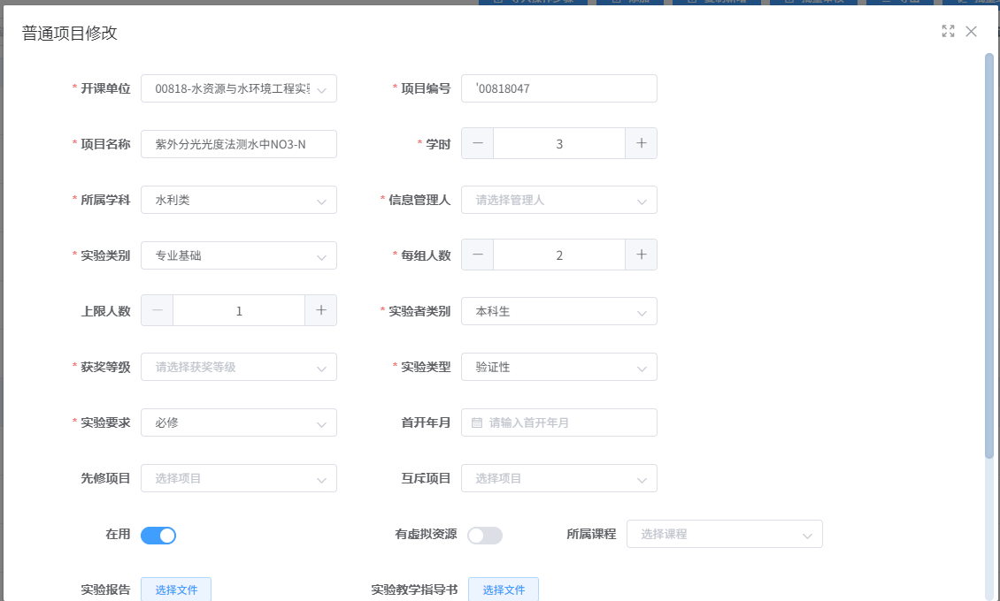 普通项目修改
* 开课单位 00818-水资源与水环境工程实 * 项目编号 '00818047
* 项目名称 紫外分光光度法测水中NO3-N * 学时 3
* 所属学科 水利类 * 信息管理人 请选择管理人
* 实验类别 专业基础 * 每组人数 2
上限人数 1 * 实验者类别 本科生
* 获奖等级 请选择获奖等级 * 实验类型 验证性
* 实验要求 必修 首开年月 请输入首开年月
先修项目 选择项目 互斥项目 选择项目
在用 有虚拟资源 所属课程 选择课程
实验报告 选择文件 实验教学指导书 选择文件